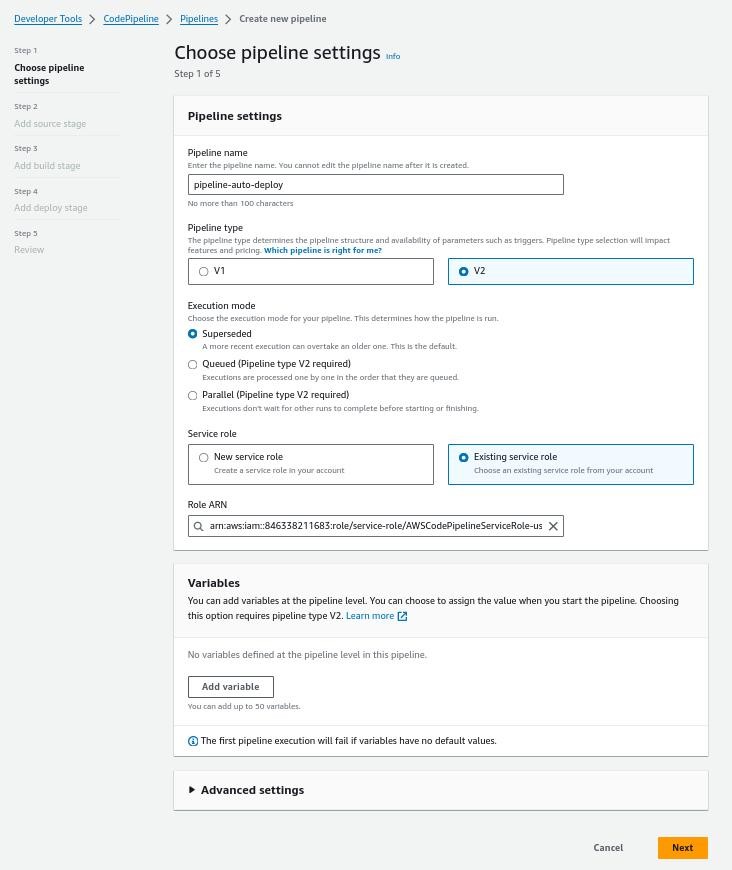 Developer Tools > CodePipeline > Pipelines > Create new pipeline
Step 1
Choose pipeline
settings
Step 2
Add source stage
Step 3
Add build stage
Step 4
Add deploy stage
Step 5
Review
Choose pipeline settings Info
Step 1 of 5
Pipeline settings
Pipeline name
Enter the pipeline name. You cannot edit the pipeline name after it is created.
pipeline-auto-deploy
No more than 100 characters
Pipeline type
The pipeline type determines the pipeline structure and availability of parameters such as triggers. Pipeline type selection will impact
features and pricing. Which pipeline is right for me?
V1
V2
Execution mode
Choose the execution mode for your pipeline. This determines how the pipeline is run.
Superseded
A more recent execution can overtake an older one. This is the default.
Queued (Pipeline type V2 required)
Executions are processed one by one in the order that they are queued.
Parallel (Pipeline type V2 required)
Executions don't wait for other runs to complete before starting or finishing.
Service role
New service role
Create a service role in your account
Existing service role
Choose an existing service role from your account
Role ARN
arn:aws:iam::846338211683:role/service-role/AWSCodePipelineServiceRole-us
Variables
You can add variables at the pipeline level. You can choose to assign the value when you start the pipeline. Choosing
this option requires pipeline type V2. Learn more
No variables defined at the pipeline level in this pipeline.
Add variable
You can add up to 50 variables.
The first pipeline execution will fail if variables have no default values.
Advanced settings
Cancel
Next